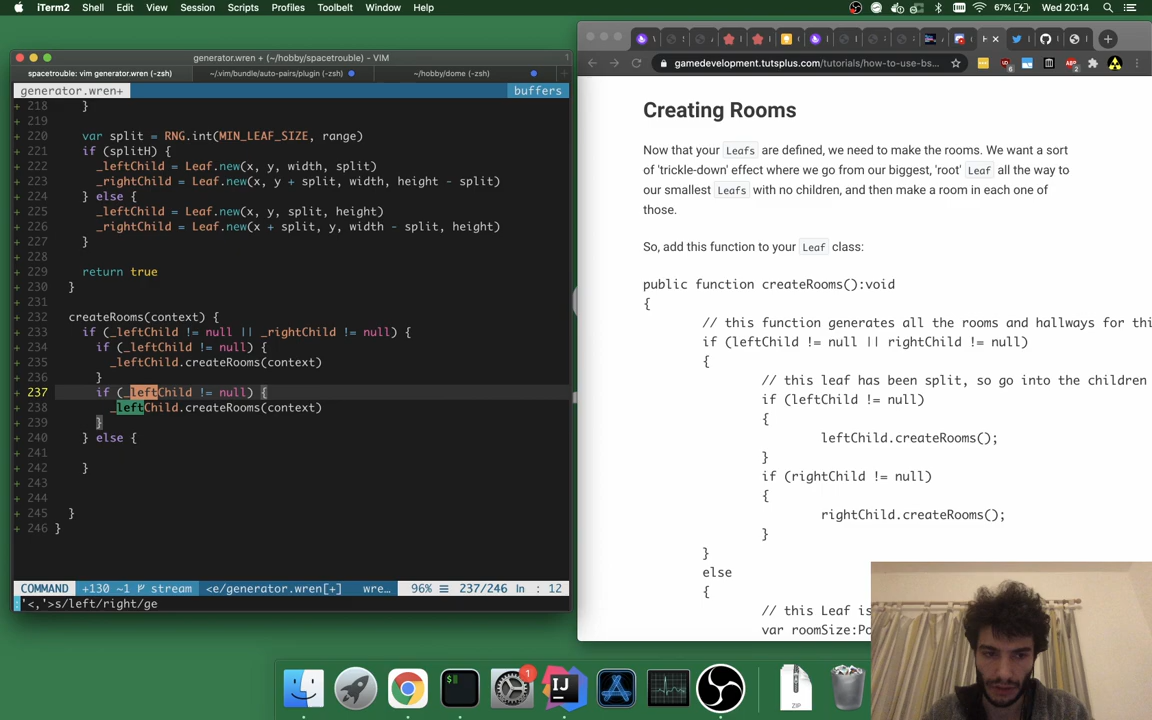 iTerm2 Shell Edit View Session Scripts Profiles Toolbelt Window Help 67% Wed 20:14
generator.wren + (~/hobby/spacetrouble) - VIM
spacetrouble: vim generator.wren (-zsh) ~/.vim/bundle/auto-pairs/plugin (-zsh) ~/hobby/dome (-zsh)
generator.wren+ buffers
+ 218 }
+ 219
+ 220 var split = RNG.int(MIN_LEAF_SIZE, range)
+ 221 if (splitH) {
+ 222 _leftChild = Leaf.new(x, y, width, split)
+ 223 _rightChild = Leaf.new(x, y + split, width, height - split)
+ 224 } else {
+ 225 _leftChild = Leaf.new(x, y, split, height)
+ 226 _rightChild = Leaf.new(x + split, y, width - split, height)
+ 227 }
+ 228
+ 229 return true
+ 230 }
+ 231
+ 232 createRooms(context) {
+ 233 if (_leftChild != null || _rightChild != null) {
+ 234 if (_leftChild != null) {
+ 235 _leftChild.createRooms(context)
+ 236 }
+ 237 if (_leftChild != null) {
+ 238 _leftChild.createRooms(context)
+ 239 }
+ 240 } else {
+ 241
+ 242 }
+ 243
+ 244
+ 245 }
+ 246 }
COMMAND +130 ~1 stream <e/generator.wren[+] wre… 96% 237/246 ln : 12
:'<,'>s/left/right/ge
gamedevelopment.tutsplus.com/tutorials/how-to-use-bs…
Creating Rooms
Now that your Leafs are defined, we need to make the rooms. We want a sort
of 'trickle-down' effect where we go from our biggest, 'root' Leaf all the way to
our smallest Leafs with no children, and then make a room in each one of
those.
So, add this function to your Leaf class:
public function createRooms():void
{
// this function generates all the rooms and hallways for thi
if (leftChild != null || rightChild != null)
{
// this leaf has been split, so go into the children
if (leftChild != null)
{
leftChild.createRooms();
}
if (rightChild != null)
{
rightChild.createRooms();
}
}
else
{
// this Leaf is
var roomSize:Po
1
ZIP